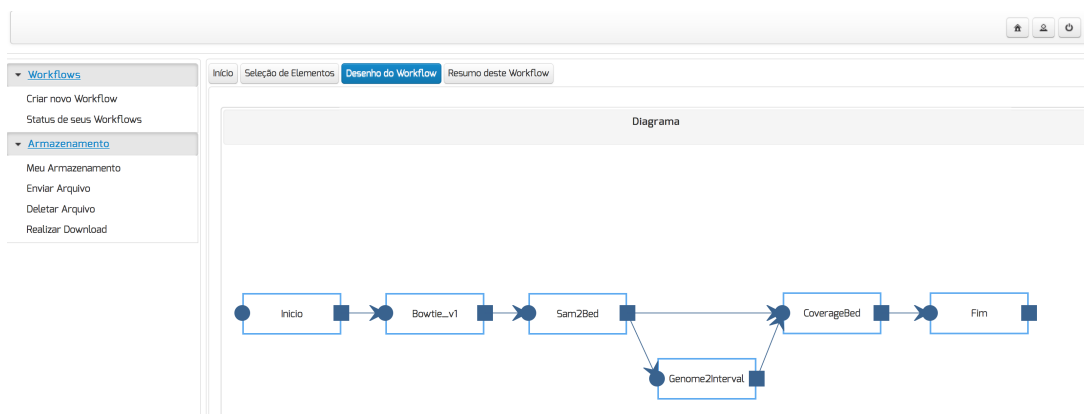 Workflows
Criar novo Workflow
Status de seus Workflows
Armazenamento
Meu Armazenamento
Enviar Arquivo
Deletar Arquivo
Realizar Download
Início Seleção de Elementos Desenho do Workflow Resumo deste Workflow
Diagrama
Inicio Bowtie_v1 Sam2Bed CoverageBed Fim
Genome2Interval